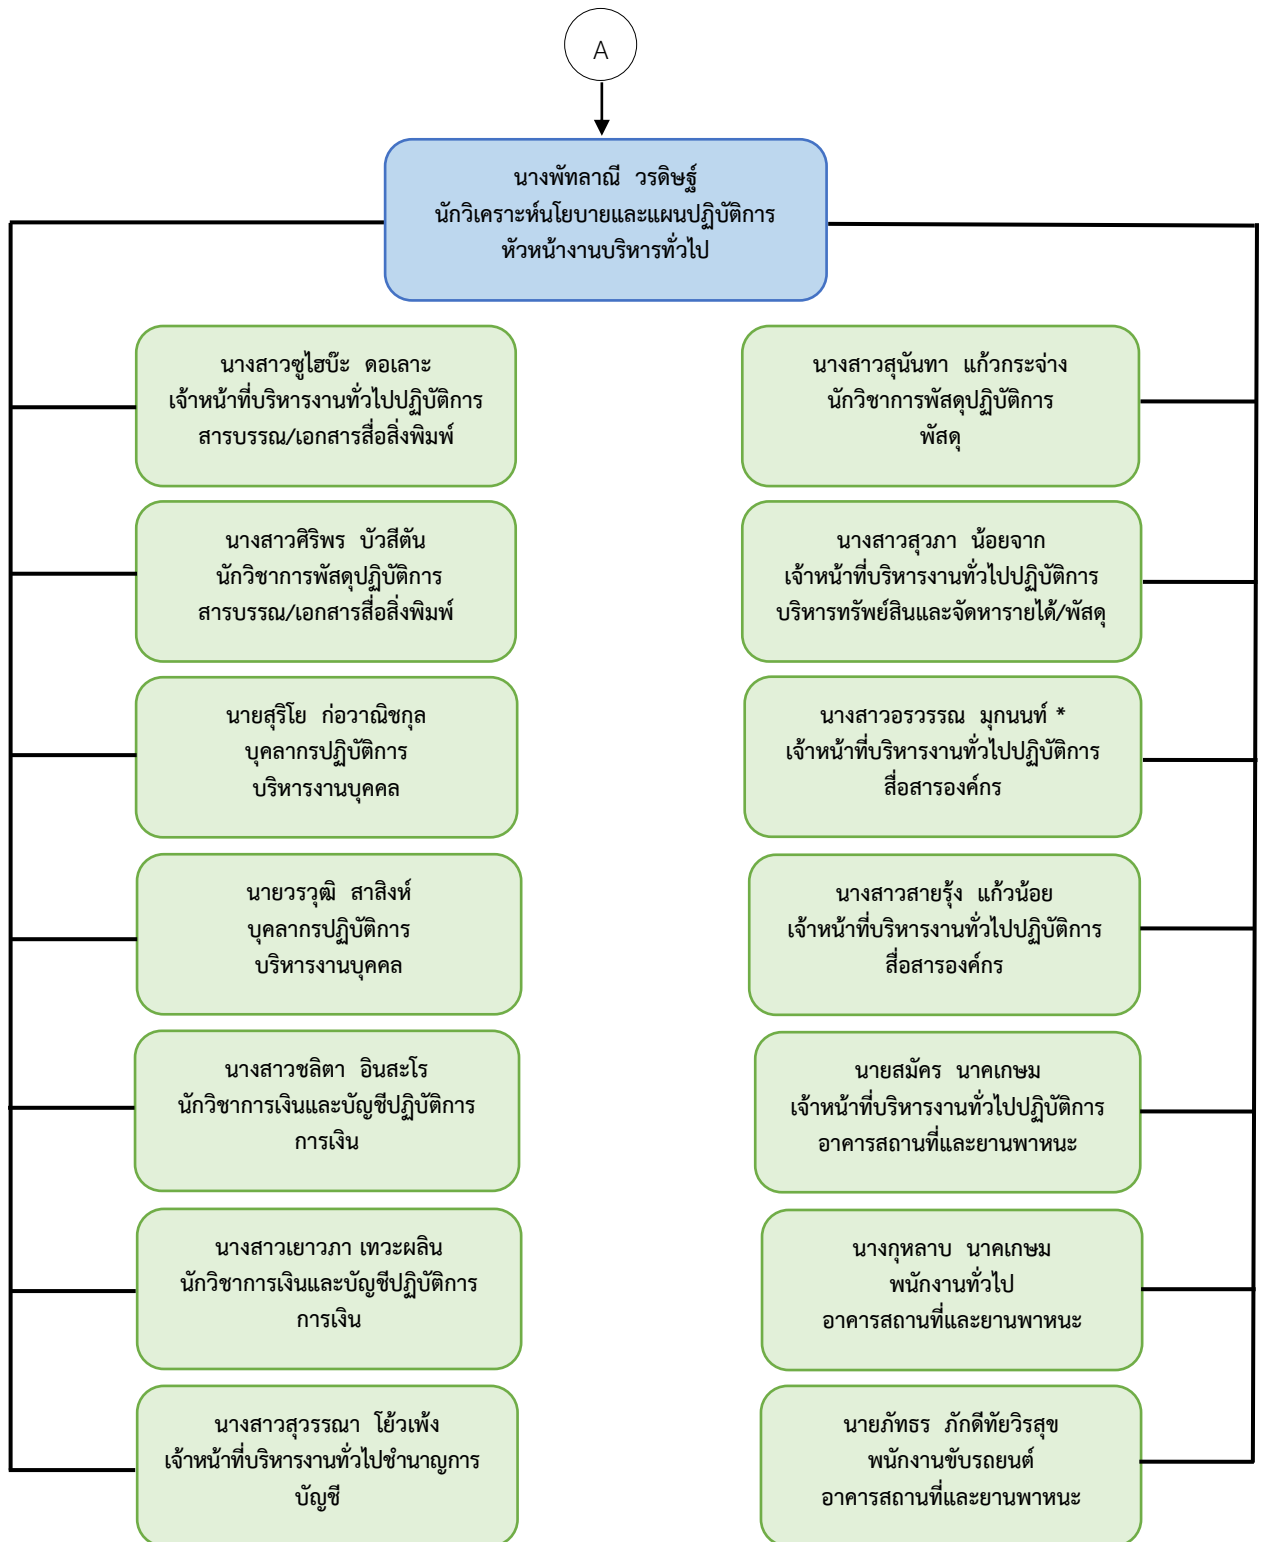 A
นางพัทลาณี วรดิษฐ์
นักวิเคราะห์นโยบายและแผนปฏิบัติการ
หัวหน้างานบริหารทั่วไป
นางสาวซูไฮบ๊ะ ดอเลาะ
เจ้าหน้าที่บริหารงานทั่วไปปฏิบัติการ
สารบรรณ/เอกสารสื่อสิ่งพิมพ์
นางสาวศิริพร บัวสีตัน
นักวิชาการพัสดุปฏิบัติการ
สารบรรณ/เอกสารสื่อสิ่งพิมพ์
นายสุริโย ก่อวาณิชกุล
บุคลากรปฏิบัติการ
บริหารงานบุคคล
นายวรวุฒิ สาสิงห์
บุคลากรปฏิบัติการ
บริหารงานบุคคล
นางสาวชลิตา อินสะโร
นักวิชาการเงินและบัญชีปฏิบัติการ
การเงิน
นางสาวเยาวภา เทวะผลิน
นักวิชาการเงินและบัญชีปฏิบัติการ
การเงิน
นางสาวสุวรรณา โย้วเพ้ง
เจ้าหน้าที่บริหารงานทั่วไปชำนาญการ
บัญชี
นางสาวสุนันทา แก้วกระจ่าง
นักวิชาการพัสดุปฏิบัติการ
พัสดุ
นางสาวสุวภา น้อยจาก
เจ้าหน้าที่บริหารงานทั่วไปปฏิบัติการ
บริหารทรัพย์สินและจัดหารายได้/พัสดุ
นางสาวอรวรรณ มุกนนท์ *
เจ้าหน้าที่บริหารงานทั่วไปปฏิบัติการ
สื่อสารองค์กร
นางสาวสายรุ้ง แก้วน้อย
เจ้าหน้าที่บริหารงานทั่วไปปฏิบัติการ
สื่อสารองค์กร
นายสมัคร นาคเกษม
เจ้าหน้าที่บริหารงานทั่วไปปฏิบัติการ
อาคารสถานที่และยานพาหนะ
นางกุหลาบ นาคเกษม
พนักงานทั่วไป
อาคารสถานที่และยานพาหนะ
นายภัทธร ภักดีทัยวิรสุข
พนักงานขับรถยนต์
อาคารสถานที่และยานพาหนะ